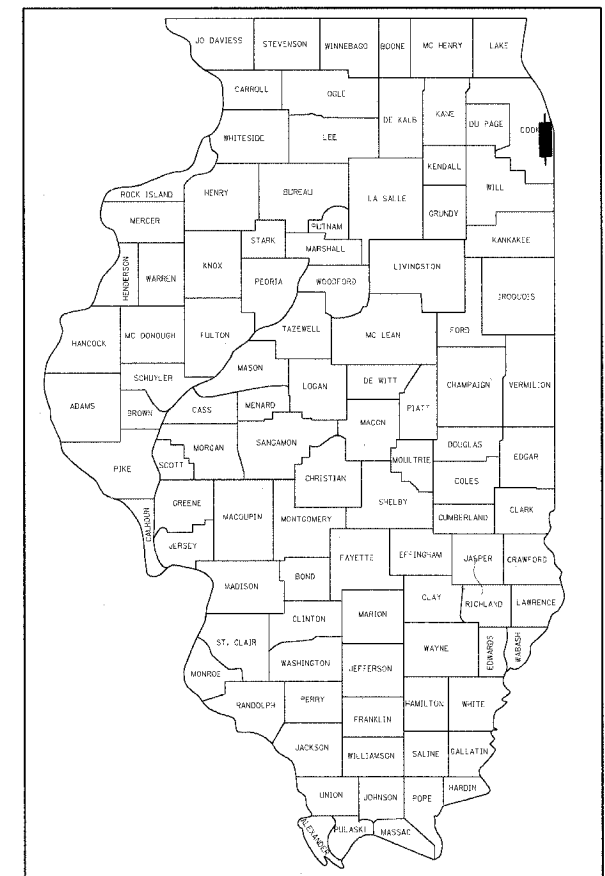 JO DAVIESS
STEVENSON
WINNEBAGO
BOONE
MC HENRY
LAKE
CARROLL
OGLE
DE KALB
KANE
DU PAGE
COOK
WHITESIDE
LEE
KENDALL
WILL
ROCK ISLAND
HENRY
BUREAU
LA SALLE
GRUNDY
MERCER
PUTNAM
STARK
MARSHALL
KANKAKEE
HENDERSON
WARREN
KNOX
PEORIA
WOODFORD
LIVINGSTON
IROQUOIS
HANCOCK
MC DONOUGH
FULTON
TAZEWELL
MC LEAN
FORD
SCHUYLER
MASON
LOGAN
DE WITT
PIATT
CHAMPAIGN
VERMILION
ADAMS
BROWN
CASS
MENARD
MACON
MORGAN
SANGAMON
DOUGLAS
EDGAR
PIKE
SCOTT
CHRISTIAN
MOULTRIE
COLES
SHELBY
GREENE
MACOUPIN
MONTGOMERY
CUMBERLAND
CLARK
CALHOUN
JERSEY
FAYETTE
EFFINGHAM
JASPER
CRAWFORD
MADISON
BOND
CLAY
RICHLAND
LAWRENCE
CLINTON
MARION
ST. CLAIR
WAYNE
EDWARDS
WABASH
WASHINGTON
JEFFERSON
MONROE
RANDOLPH
PERRY
HAMILTON
WHITE
FRANKLIN
JACKSON
WILLIAMSON
SALINE
GALLATIN
UNION
JOHNSON
POPE
HARDIN
ALEXANDER
PULASKI
MASSAC